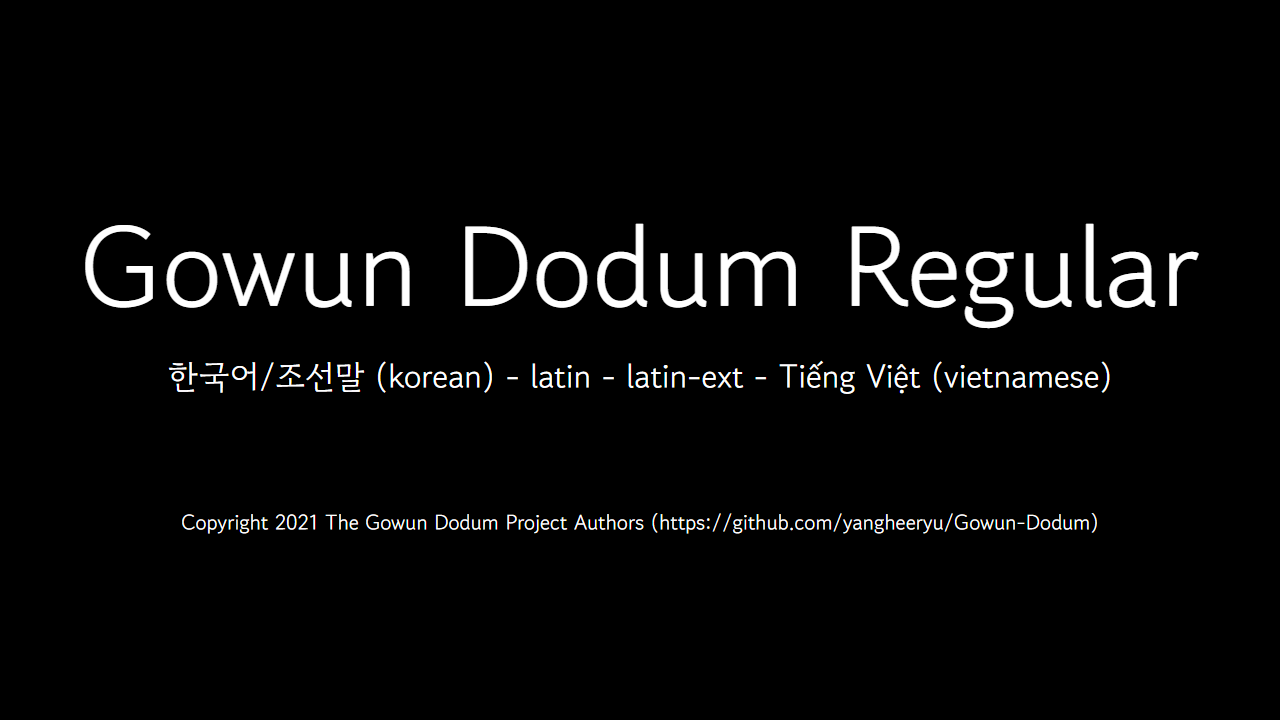 Gowun Dodum Regular
한국어/조선말 (korean) - latin - latin-ext - Tiếng Việt (vietnamese)
Copyright 2021 The Gowun Dodum Project Authors (https://github.com/yangheeryu/Gowun-Dodum)